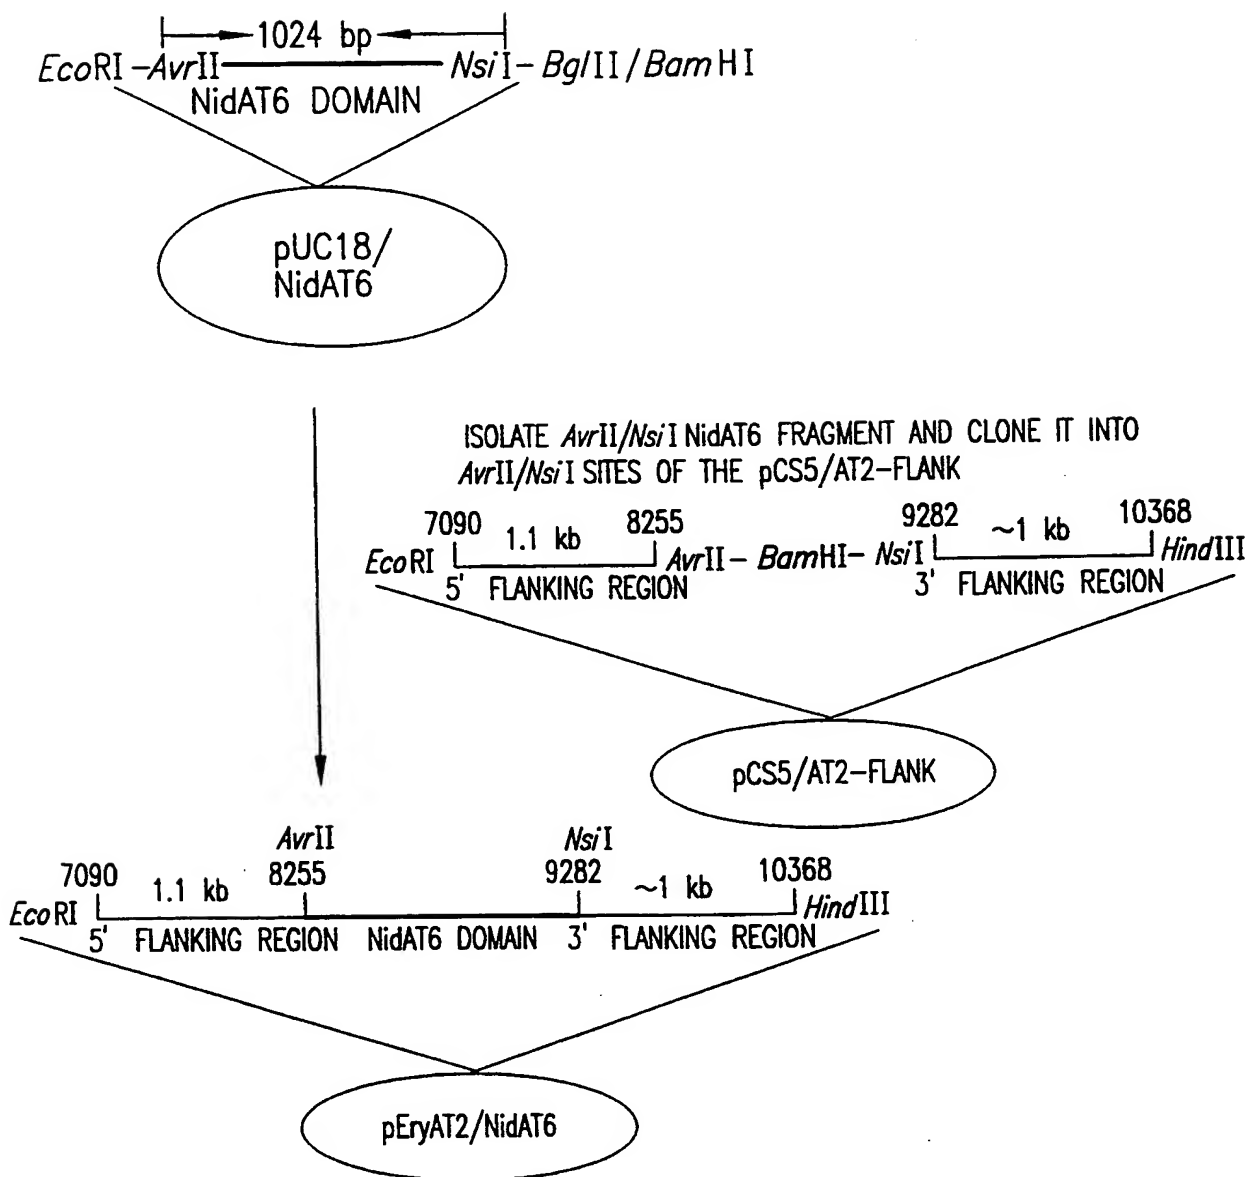 1024 bp
EcoRI-AvrII NsiI-BglII/BamHI
NidAT6 DOMAIN
pUC18/
NidAT6
ISOLATE AvrII/NsiI NidAT6 FRAGMENT AND CLONE IT INTO
AvrII/NsiI SITES OF THE pCS5/AT2-FLANK
7090 1.1 kb 8255 9282 ~1 kb 10368
EcoRI AvrII-BamHI-NsiI HindIII
5' FLANKING REGION 3' FLANKING REGION
pCS5/AT2-FLANK
AvrII NsiI
7090 1.1 kb 8255 9282 ~1 kb 10368
EcoRI HindIII
5' FLANKING REGION NidAT6 DOMAIN 3' FLANKING REGION
pEryAT2/NidAT6